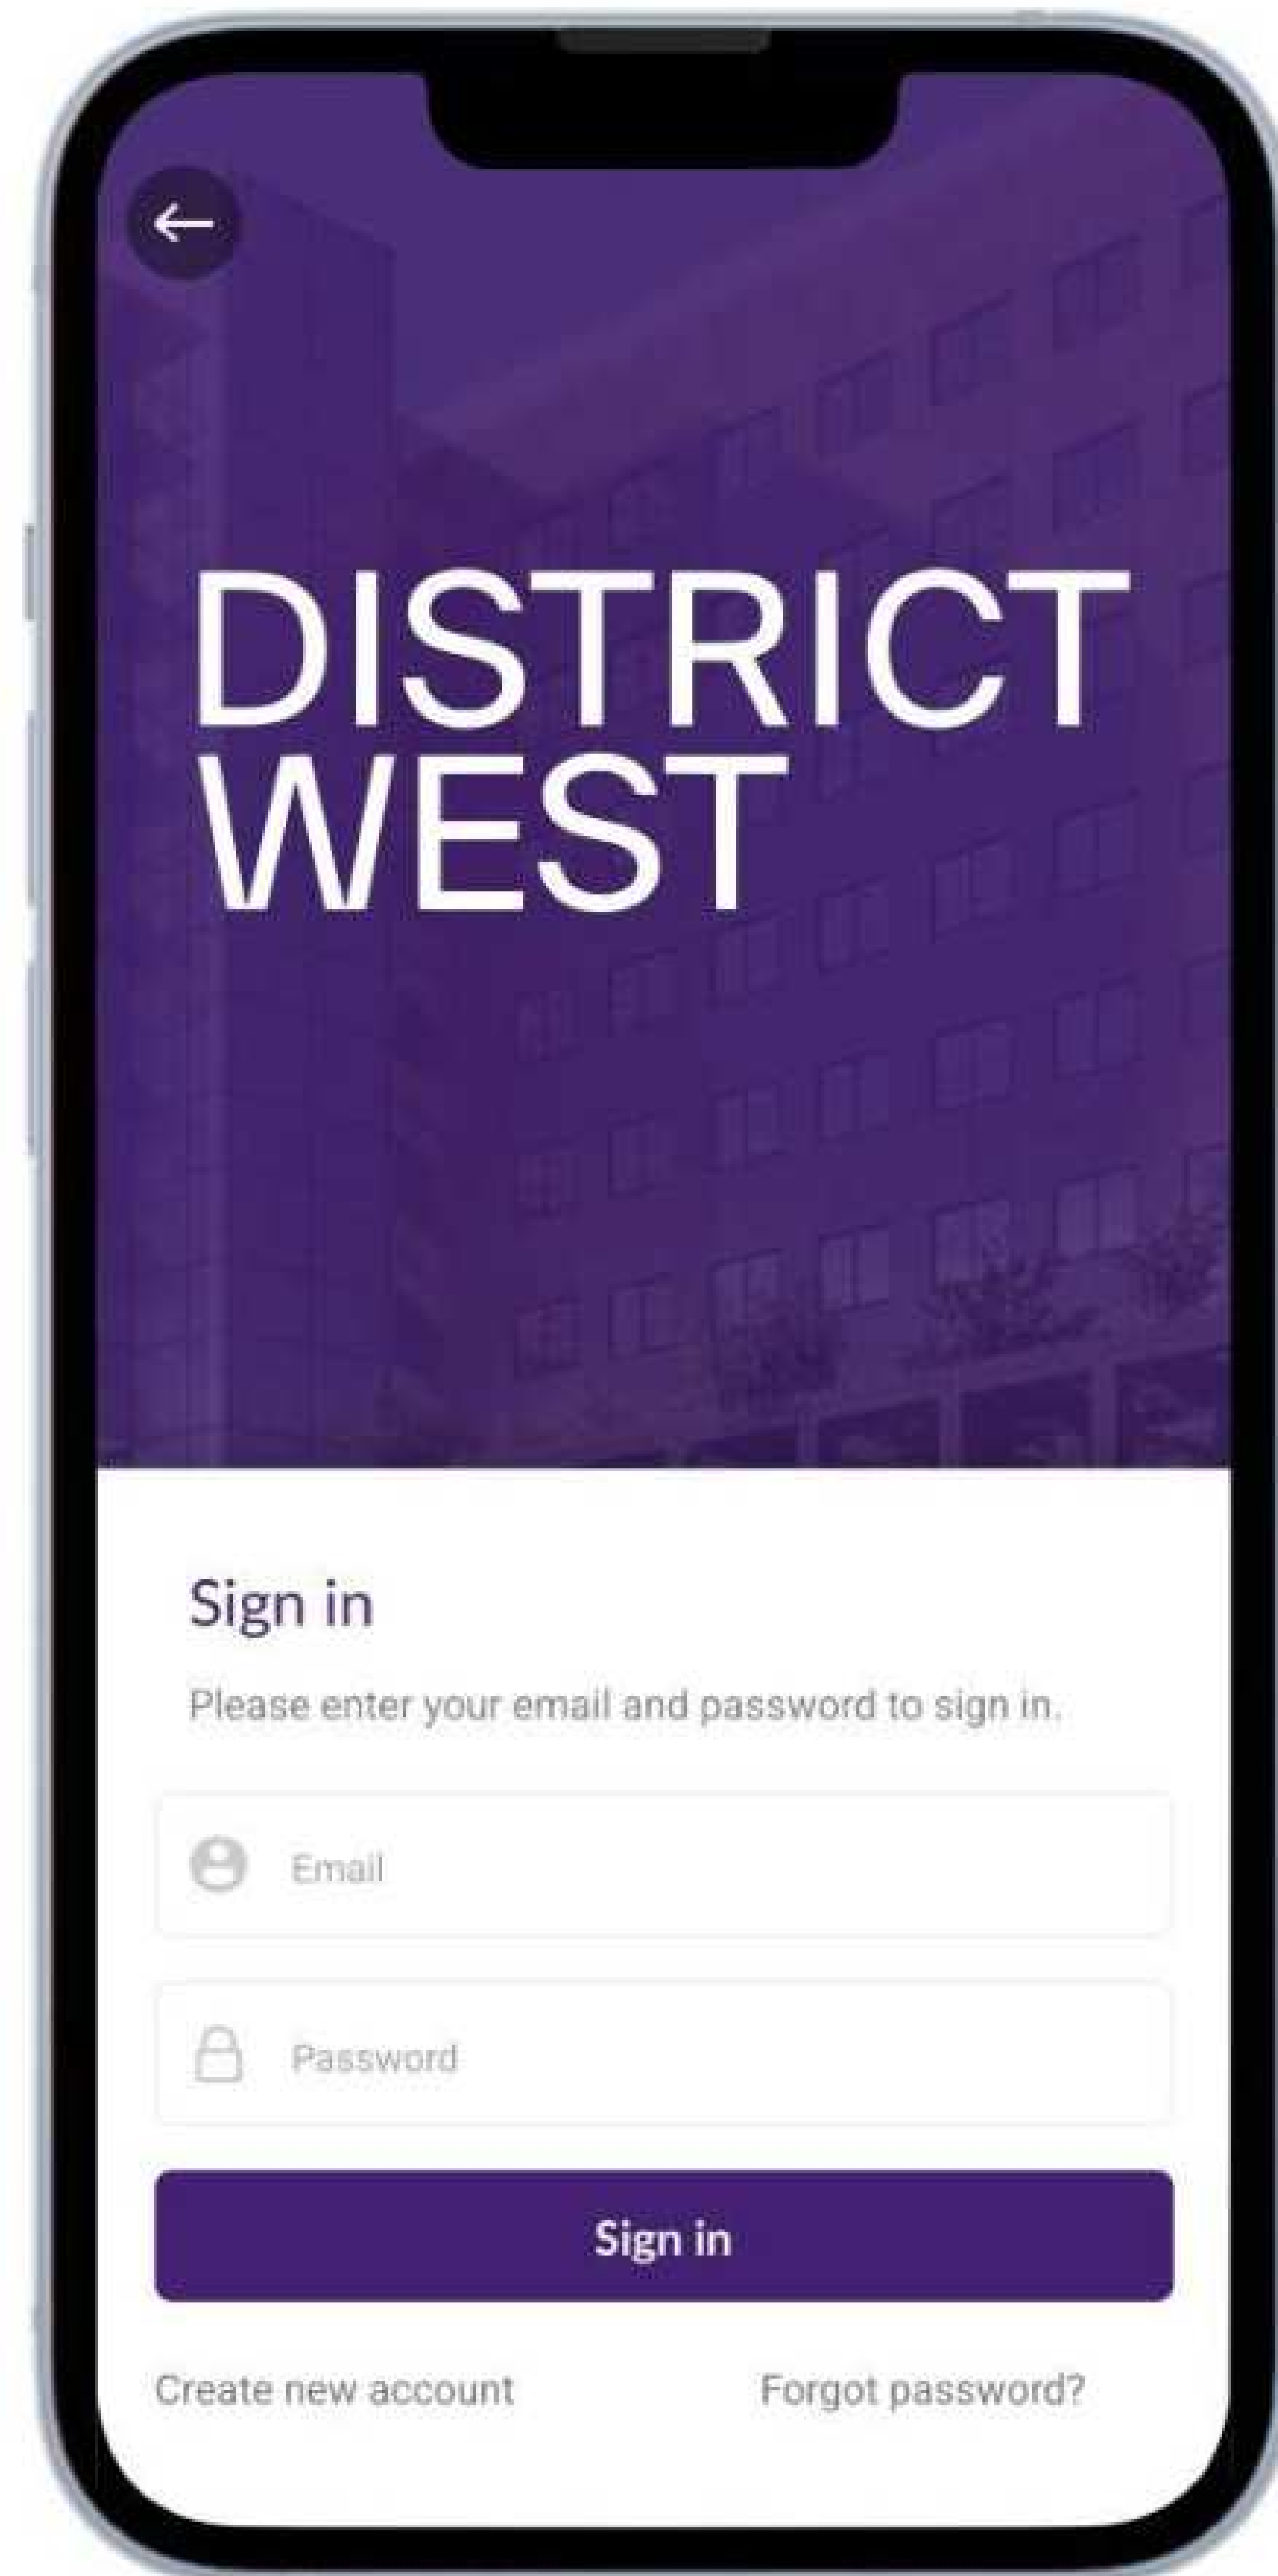 DISTRICT
WEST
Sign in
Please enter your email and password to sign in.
Email
Password
Sign in
Create new account
Forgot password?